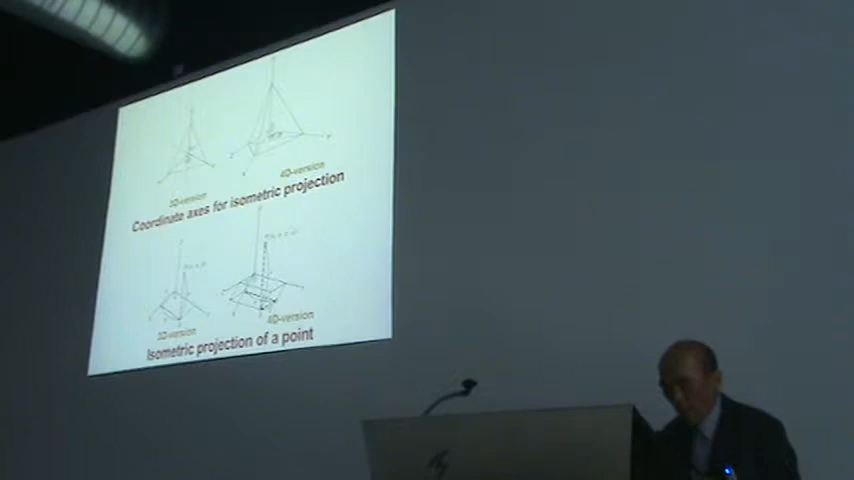 3D-version
4D-version
Coordinate axes for isometric projection
3D-version
4D-version
Isometric projection of a point